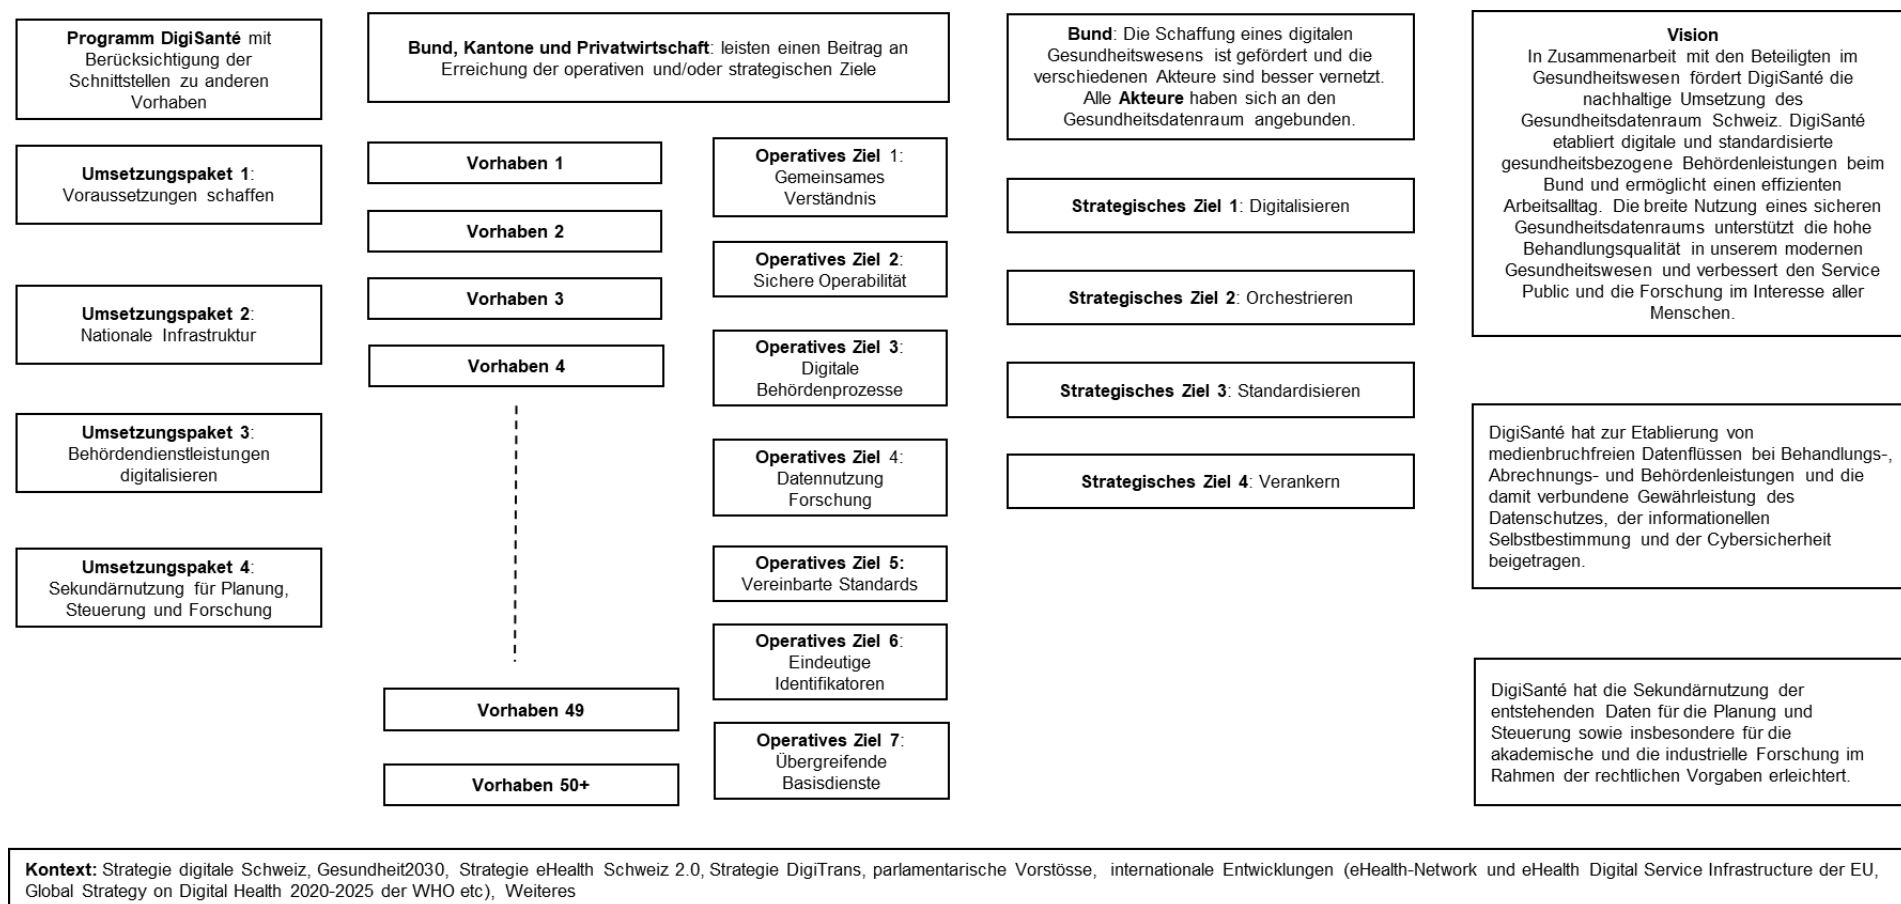 Programm DigiSanté mit
Berücksichtigung der
Schnittstellen zu anderen
Vorhaben
Umsetzungspaket 1:
Voraussetzungen schaffen
Umsetzungspaket 2:
Nationale Infrastruktur
Umsetzungspaket 3:
Behördendienstleistungen
digitalisieren
Umsetzungspaket 4:
Sekundärnutzung für Planung,
Steuerung und Forschung
Bund, Kantone und Privatwirtschaft: leisten einen Beitrag an
Erreichung der operativen und/oder strategischen Ziele
Vorhaben 1
Vorhaben 2
Vorhaben 3
Vorhaben 4
Vorhaben 49
Vorhaben 50+
Operatives Ziel 1:
Gemeinsames
Verständnis
Operatives Ziel 2:
Sichere Operabilität
Operatives Ziel 3:
Digitale
Behördenprozesse
Operatives Ziel 4:
Datennutzung
Forschung
Operatives Ziel 5:
Vereinbarte Standards
Operatives Ziel 6:
Eindeutige
Identifikatoren
Operatives Ziel 7:
Übergreifende
Basisdienste
Bund: Die Schaffung eines digitalen
Gesundheitswesens ist gefördert und die
verschiedenen Akteure sind besser vernetzt.
Alle Akteure haben sich an den
Gesundheitsdatenraum angebunden.
Strategisches Ziel 1: Digitalisieren
Strategisches Ziel 2: Orchestrieren
Strategisches Ziel 3: Standardisieren
Strategisches Ziel 4: Verankern
Vision
In Zusammenarbeit mit den Beteiligten im
Gesundheitswesen fördert DigiSanté die
nachhaltige Umsetzung des
Gesundheitsdatenraum Schweiz. DigiSanté
etabliert digitale und standardisierte
gesundheitsbezogene Behördenleistungen beim
Bund und ermöglicht einen effizienten
Arbeitsalltag. Die breite Nutzung eines sicheren
Gesundheitsdatenraums unterstützt die hohe
Behandlungsqualität in unserem modernen
Gesundheitswesen und verbessert den Service
Public und die Forschung im Interesse aller
Menschen.
DigiSanté hat zur Etablierung von
medienbruchfreien Datenflüssen bei Behandlungs-,
Abrechnungs- und Behördenleistungen und die
damit verbundene Gewährleistung des
Datenschutzes, der informationellen
Selbstbestimmung und der Cybersicherheit
beigetragen.
DigiSanté hat die Sekundärnutzung der
entstehenden Daten für die Planung und
Steuerung sowie insbesondere für die
akademische und die industrielle Forschung im
Rahmen der rechtlichen Vorgaben erleichtert.
Kontext: Strategie digitale Schweiz, Gesundheit2030, Strategie eHealth Schweiz 2.0, Strategie DigiTrans, parlamentarische Vorstösse, internationale Entwicklungen (eHealth-Network und eHealth Digital Service Infrastructure der EU,
Global Strategy on Digital Health 2020-2025 der WHO etc), Weiteres